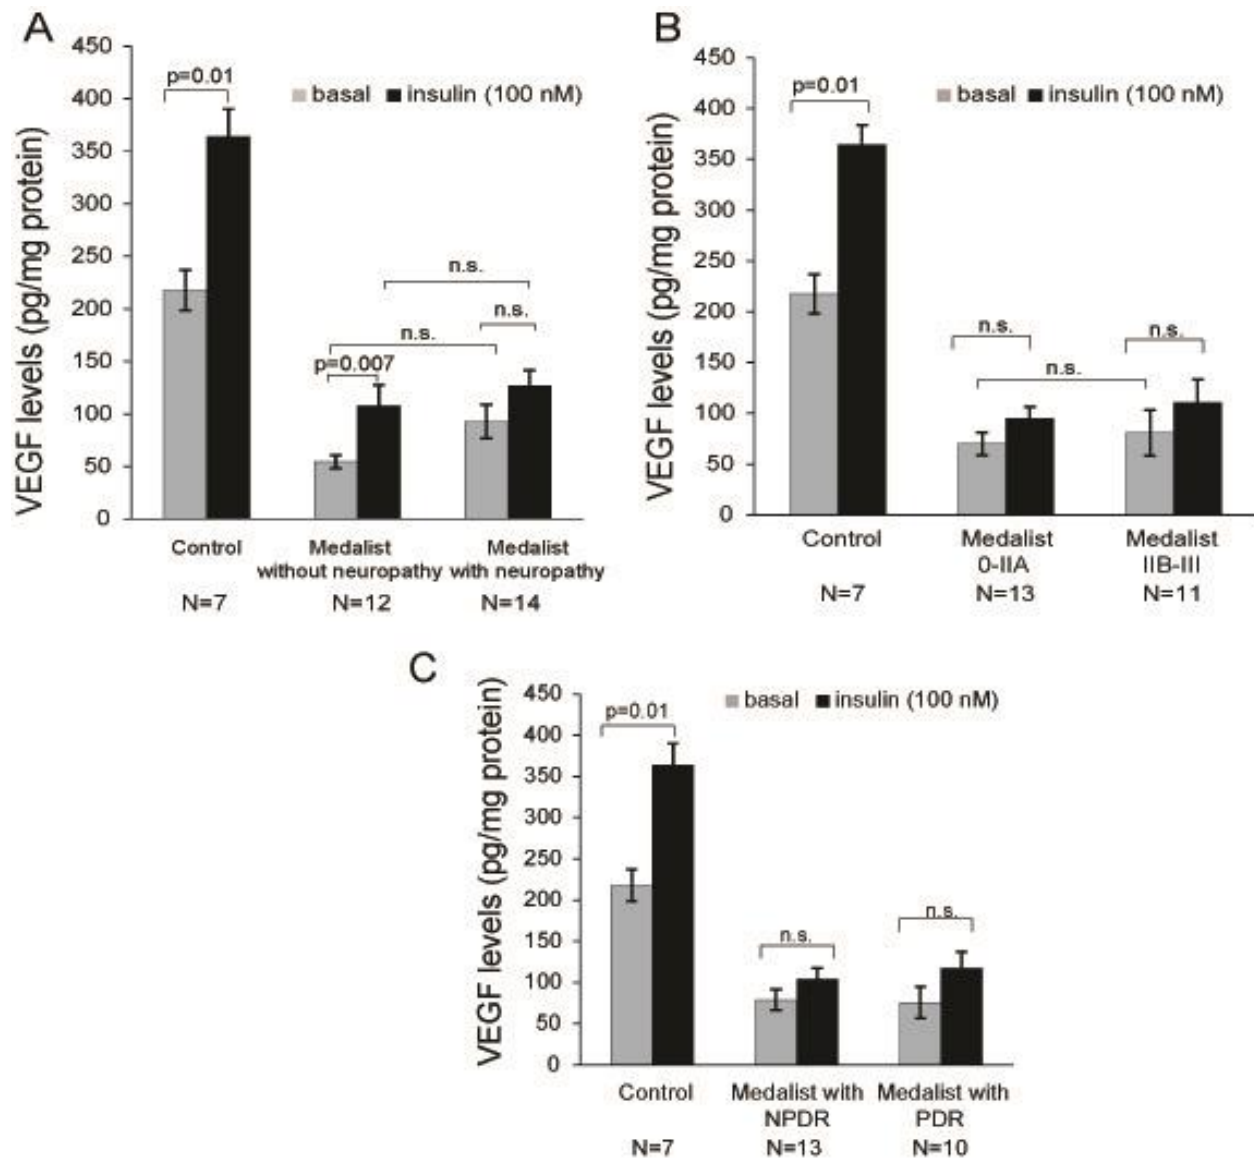 A
VEGF levels (pg/mg protein)
450
400
350
300
250
200
150
100
50
0
basal insulin (100 nM)
p=0.01
p=0.007
n.s.
n.s.
n.s.
Control
Medalist
without neuropathy
Medalist
with neuropathy
N=7
N=12
N=14
B
VEGF levels (pg/mg protein)
450
400
350
300
250
200
150
100
50
0
basal insulin (100 nM)
p=0.01
n.s.
n.s.
n.s.
Control
Medalist
0-IIA
Medalist
IIB-III
N=7
N=13
N=11
C
VEGF levels (pg/mg protein)
450
400
350
300
250
200
150
100
50
0
basal insulin (100 nM)
p=0.01
n.s.
n.s.
Control
Medalist with
NPDR
Medalist with
PDR
N=7
N=13
N=10